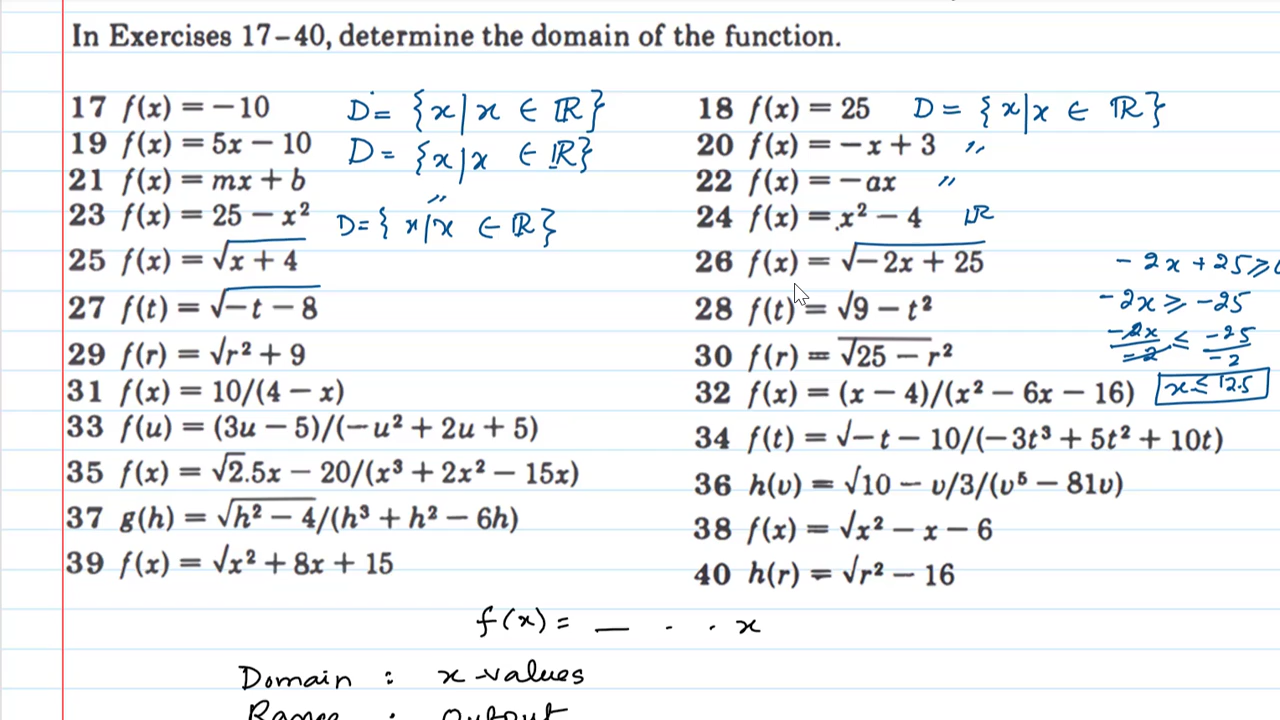 In Exercises 17–40, determine the domain of the function.
17 f(x) = −10 D = {x|x ∈ ℝ}
18 f(x) = 25 D = {x|x ∈ ℝ}
19 f(x) = 5x − 10 D = {x|x ∈ ℝ}
20 f(x) = −x + 3 〃
21 f(x) = mx + b 〃
22 f(x) = −ax 〃
23 f(x) = 25 − x² D = {x|x ∈ ℝ}
24 f(x) = x² − 4 ℝ
25 f(x) = √x + 4
26 f(x) = √−2x + 25
−2x + 25 ≥ 0
27 f(t) = √−t − 8
28 f(t) = √9 − t²
−2x ≥ −25
29 f(r) = √r² + 9
30 f(r) = √25 − r²
−2x/−2 ≤ −25/−2
31 f(x) = 10/(4 − x)
32 f(x) = (x − 4)/(x² − 6x − 16)
x ≤ 12.5
33 f(u) = (3u − 5)/(−u² + 2u + 5)
34 f(t) = √−t − 10/(−3t³ + 5t² + 10t)
35 f(x) = √2.5x − 20/(x³ + 2x² − 15x)
36 h(v) = √10 − v/3/(v⁵ − 81v)
37 g(h) = √h² − 4/(h³ + h² − 6h)
38 f(x) = √x² − x − 6
39 f(x) = √x² + 8x + 15
40 h(r) = √r² − 16
f(x) = — . . x
Domain : x values
Range : Output